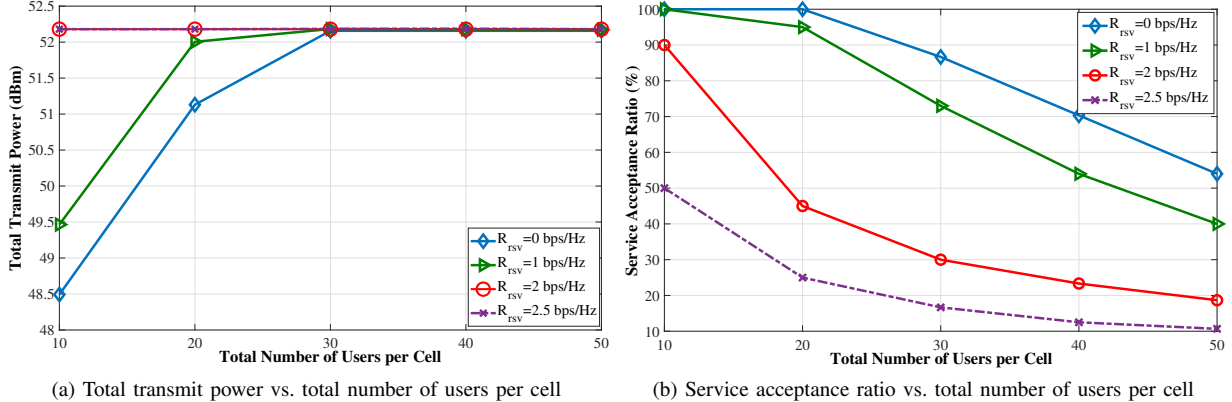 52.5
52
51.5
51
50.5
50
49.5
49
48.5
48
Total Transmit Power (dBm)
10 20 30 40 50
Total Number of Users per Cell
R_rsv=0 bps/Hz
R_rsv=1 bps/Hz
R_rsv=2 bps/Hz
R_rsv=2.5 bps/Hz
(a) Total transmit power vs. total number of users per cell
100
90
80
70
60
50
40
30
20
10
Service Acceptance Ratio (%)
10 20 30 40 50
Total Number of Users per Cell
R_rsv=0 bps/Hz
R_rsv=1 bps/Hz
R_rsv=2 bps/Hz
R_rsv=2.5 bps/Hz
(b) Service acceptance ratio vs. total number of users per cell